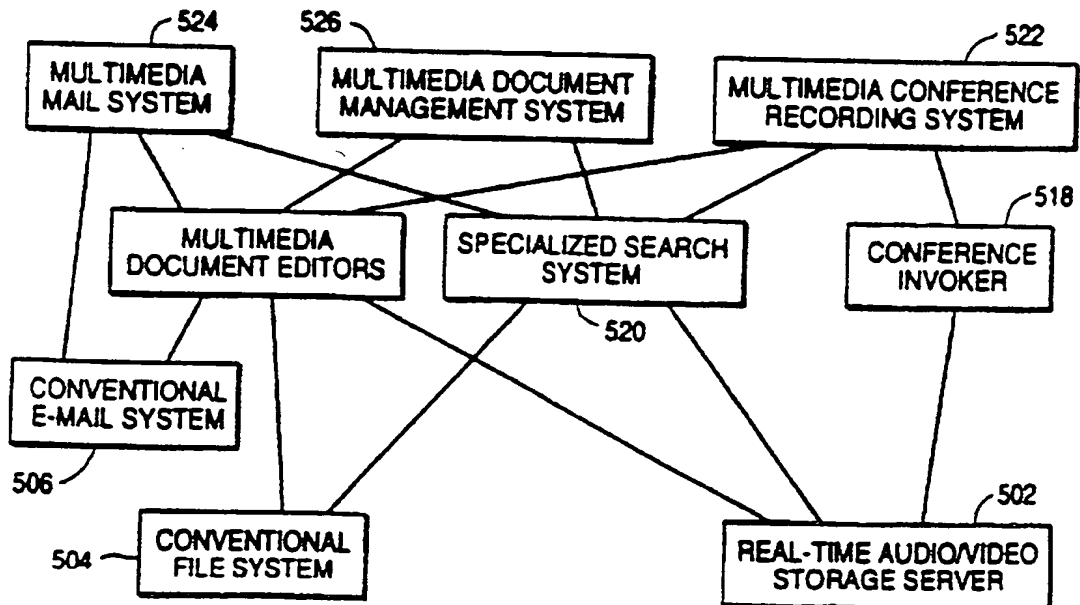 524
526
522
MULTIMEDIA
MAIL SYSTEM
MULTIMEDIA DOCUMENT
MANAGEMENT SYSTEM
MULTIMEDIA CONFERENCE
RECORDING SYSTEM
518
MULTIMEDIA
DOCUMENT EDITORS
SPECIALIZED SEARCH
SYSTEM
CONFERENCE
INVOKER
520
CONVENTIONAL
E-MAIL SYSTEM
506
502
504
CONVENTIONAL
FILE SYSTEM
REAL-TIME AUDIO/VIDEO
STORAGE SERVER